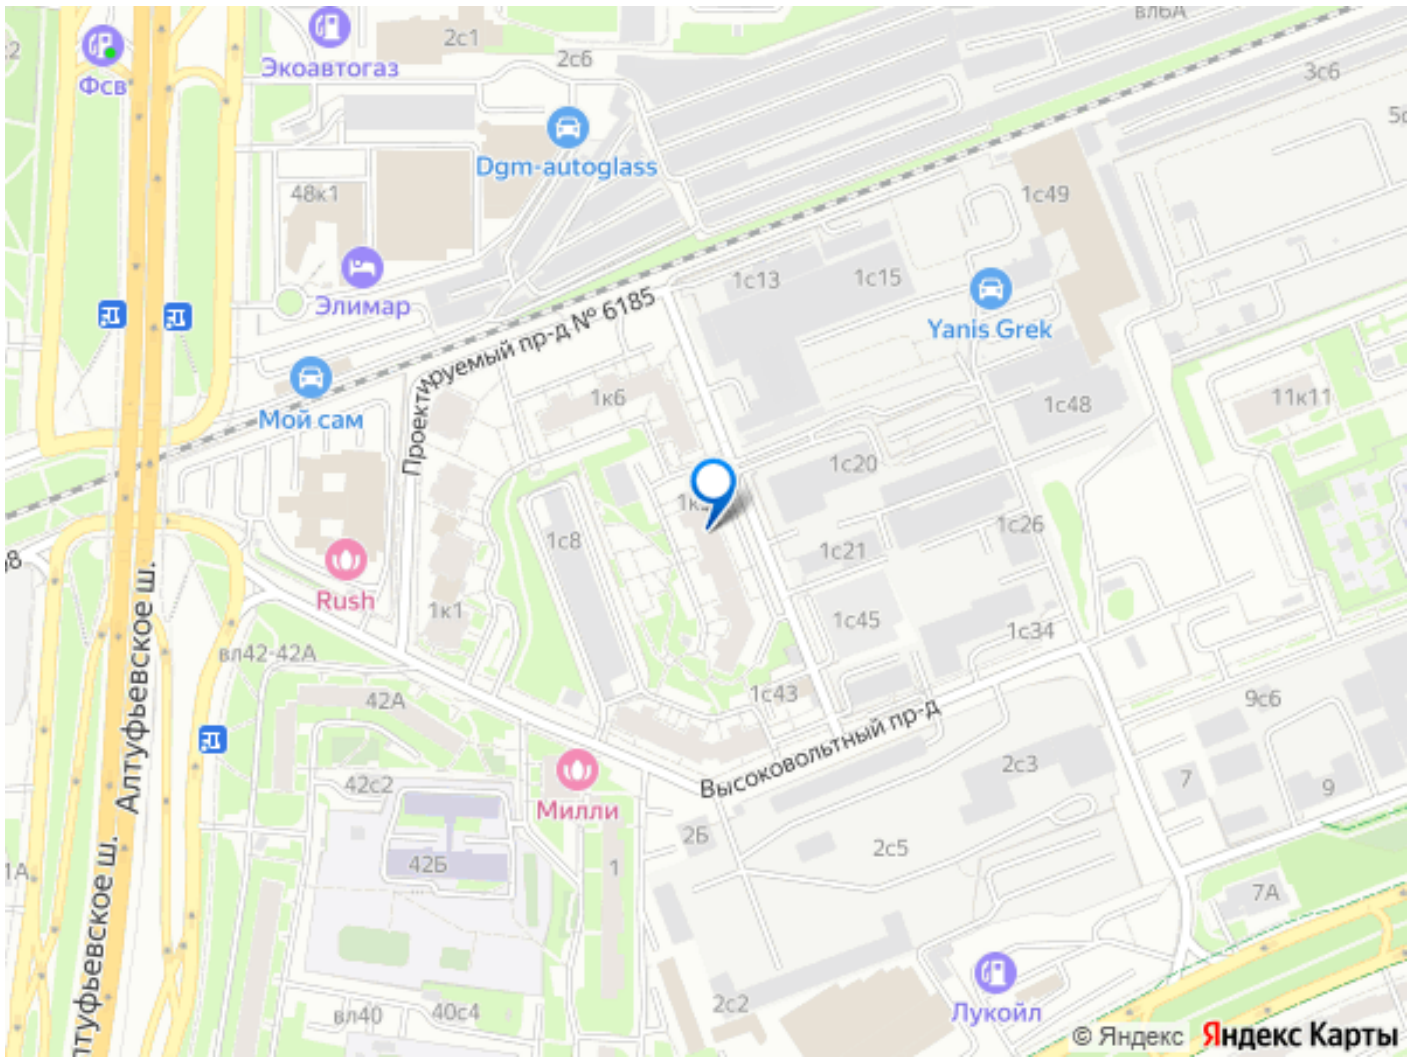 вл6А
2с1
2с6
Экоавтогаз
Фсв
3с6
Dgm-autoglass
48к1
1с49
1с13
1с15
Элимар
Проектируемый пр-д № 6185
Yanis Grek
Мой сам
1к6
1с48
11к11
1с20
1с8
1с26
1с21
Rush
1к1
1с45
1с34
вл42-42А
Алтуфьевское ш.
42А
1с43
9с6
Высоковольтный пр-д
42с2
2с3
7
9
Милли
2Б
2с5
42Б
1
1А
7А
Алтуфьевское ш.
2с2
Лукойл
вл40
40с4
© Яндекс Яндекс Карты